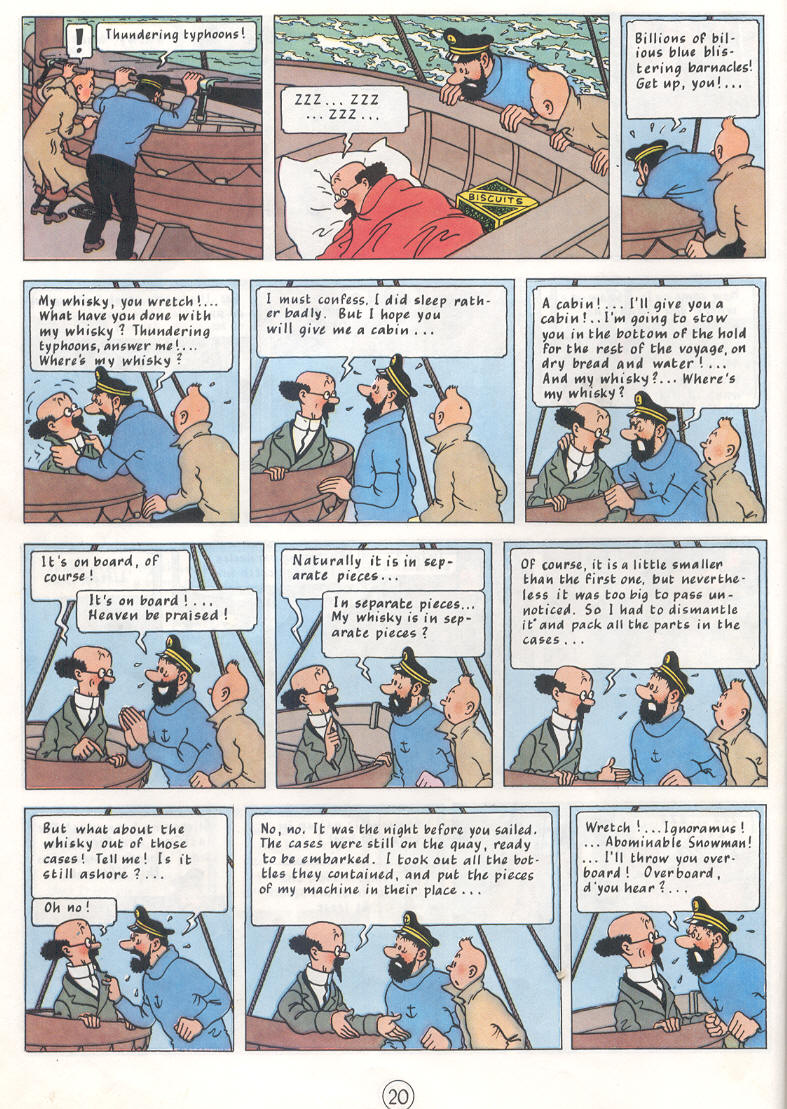 !
Thundering typhoons!
ZZZ... ZZZ
... ZZZ...
BISCUITS
Billions of bil-
ious blue blis-
tering barnacles!
Get up, you!...
My whisky, you wretch!...
What have you done with
my whisky? Thundering
typhoons, answer me!...
Where's my whisky?
I must confess, I did sleep rath-
er badly. But I hope you
will give me a cabin...
A cabin!... I'll give you a
cabin!.. I'm going to stow
you in the bottom of the hold
for the rest of the voyage, on
dry bread and water!...
And my whisky?... Where's
my whisky?
It's on board, of
course!
It's on board!...
Heaven be praised!
Naturally it is in sep-
arate pieces...
In separate pieces...
My whisky is in sep-
arate pieces?
Of course, it is a little smaller
than the first one, but neverthe-
less it was too big to pass un-
noticed. So I had to dismantle
it and pack all the parts in the
cases...
But what about the
whisky out of those
cases! Tell me! Is it
still ashore?...
Oh no!
No, no. It was the night before you sailed.
The cases were still on the quay, ready
to be embarked. I took out all the bot-
tles they contained, and put the pieces
of my machine in their place...
Wretch!...Ignoramus!
...Abominable Snowman!
...I'll throw you over-
board! Overboard,
d'you hear?...
20